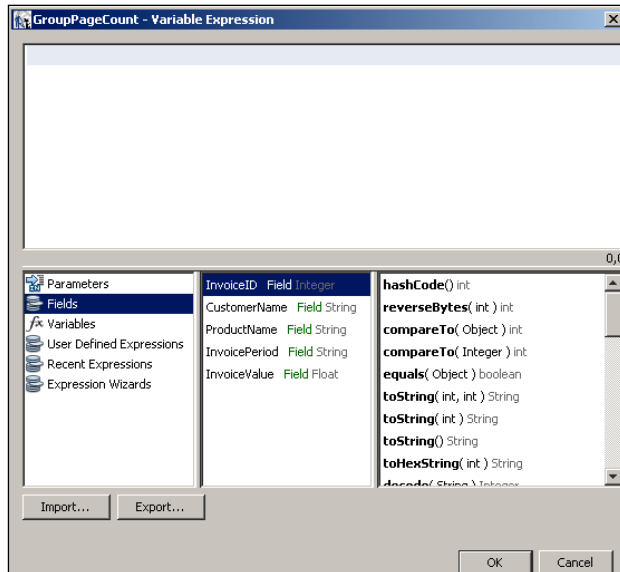 GroupPageCount - Variable Expression
0,
Parameters
Fields
Variables
User Defined Expressions
Recent Expressions
Expression Wizards
InvoiceID Field Integer
CustomerName Field String
ProductName Field String
InvoicePeriod Field String
InvoiceValue Field Float
hashCode() int
reverseBytes( int ) int
compareTo( Object ) int
compareTo( Integer ) int
equals( Object ) boolean
toString( int, int ) String
toString( int ) String
toString() String
toHexString( int ) String
decode( String ) Integer
Import...
Export...
OK
Cancel